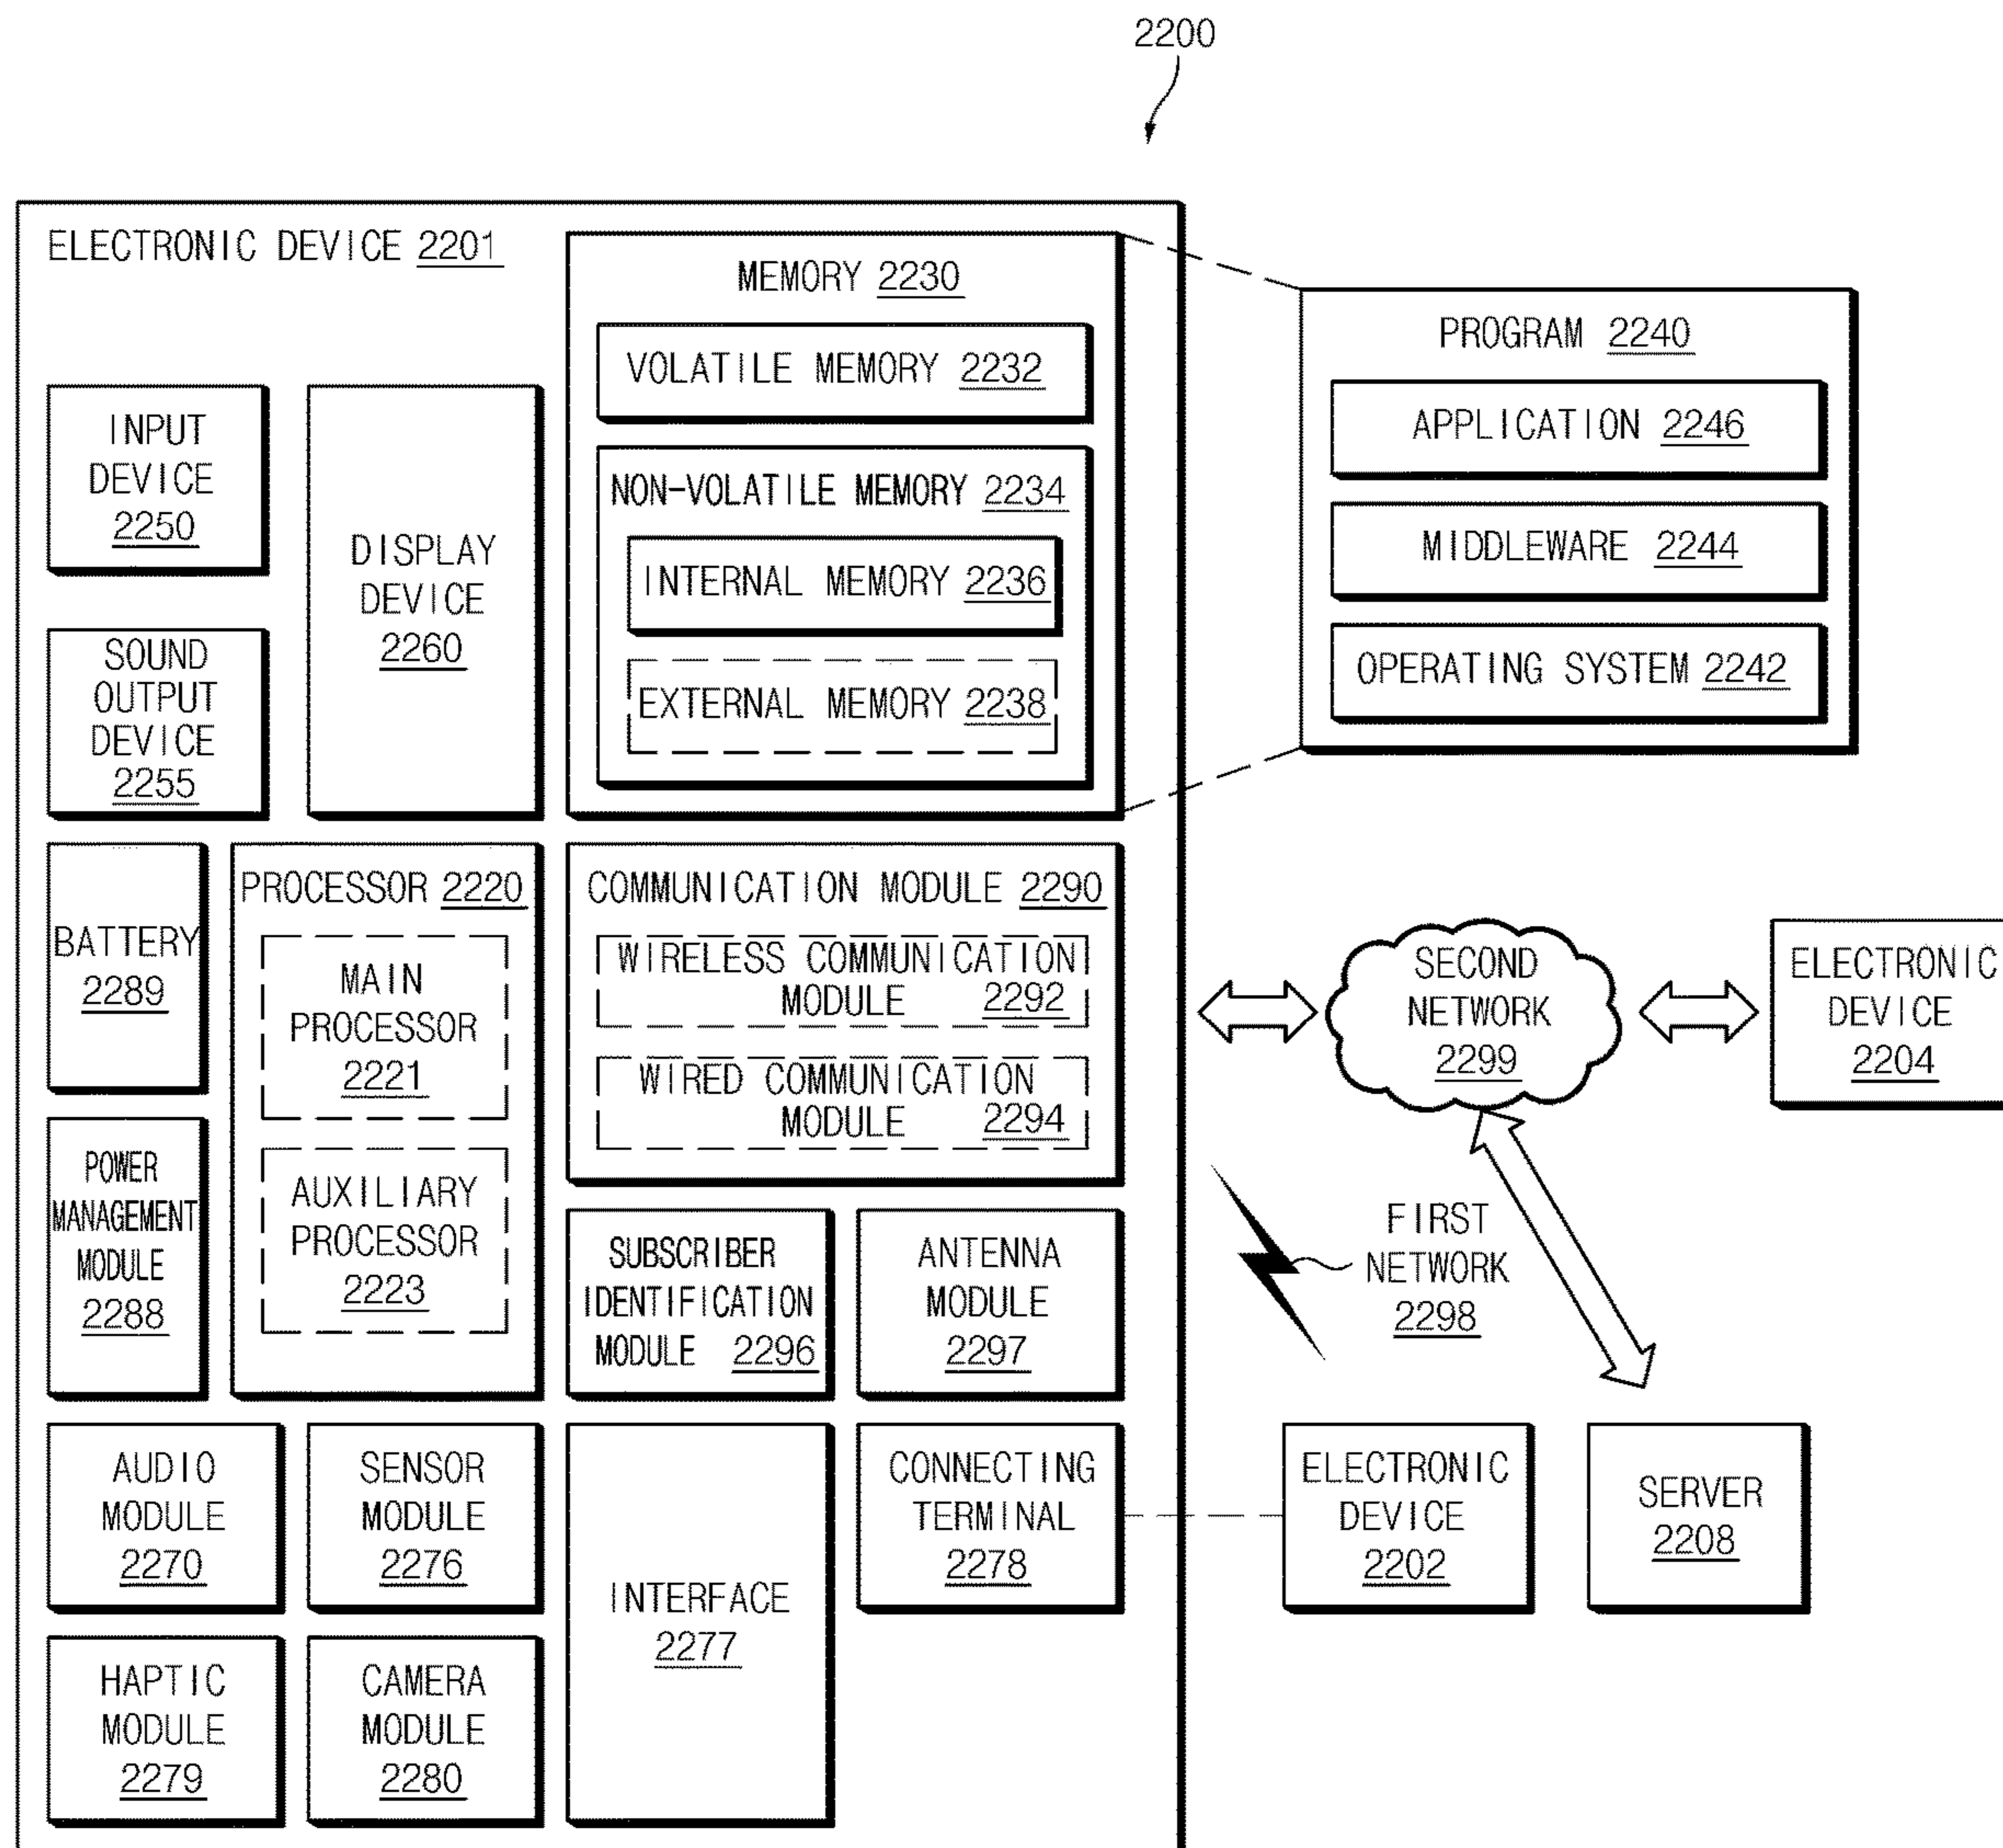 2200
ELECTRONIC DEVICE 2201
MEMORY 2230
VOLATILE MEMORY 2232
NON-VOLATILE MEMORY 2234
INTERNAL MEMORY 2236
EXTERNAL MEMORY 2238
PROGRAM 2240
APPLICATION 2246
MIDDLEWARE 2244
OPERATING SYSTEM 2242
INPUT
DEVICE
2250
DISPLAY
DEVICE
2260
SOUND
OUTPUT
DEVICE
2255
BATTERY
2289
PROCESSOR 2220
MAIN
PROCESSOR
2221
AUXILIARY
PROCESSOR
2223
COMMUNICATION MODULE 2290
WIRELESS COMMUNICATION
MODULE 2292
WIRED COMMUNICATION
MODULE 2294
SECOND
NETWORK
2299
ELECTRONIC
DEVICE
2204
POWER
MANAGEMENT
MODULE
2288
SUBSCRIBER
IDENTIFICATION
MODULE 2296
ANTENNA
MODULE
2297
FIRST
NETWORK
2298
AUDIO
MODULE
2270
SENSOR
MODULE
2276
INTERFACE
2277
CONNECTING
TERMINAL
2278
ELECTRONIC
DEVICE
2202
SERVER
2208
HAPTIC
MODULE
2279
CAMERA
MODULE
2280